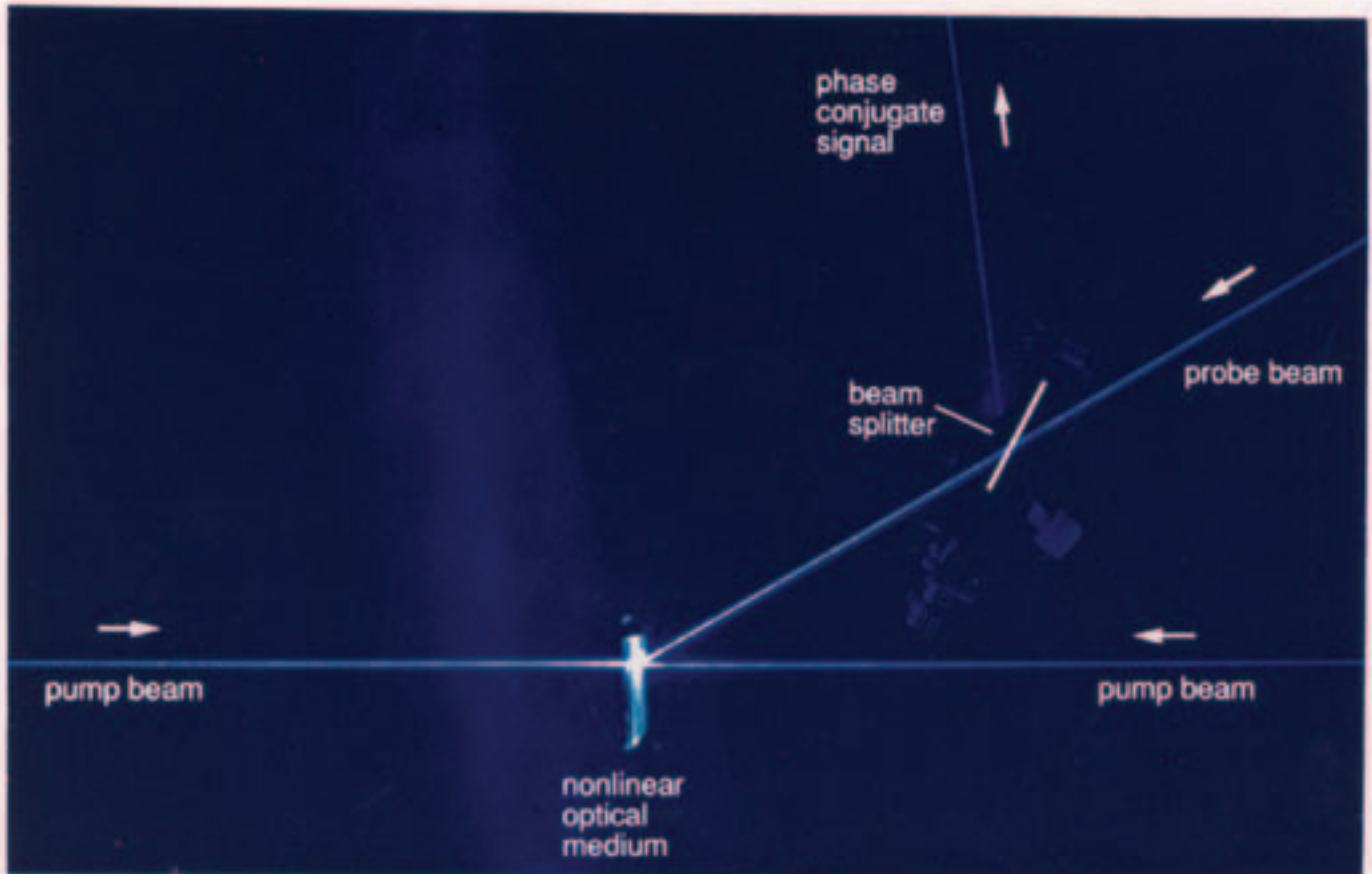 phase
conjugate
signal
probe beam
beam
splitter
pump beam
pump beam
nonlinear
optical
medium